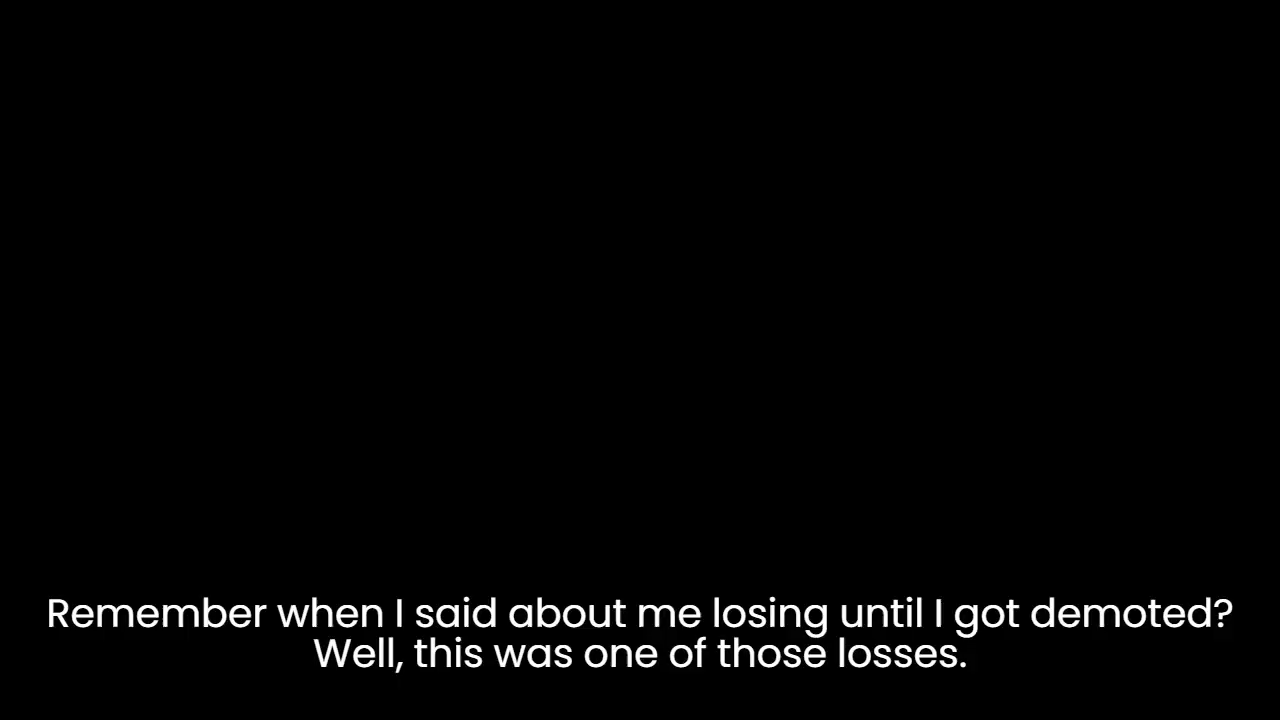 Remember when I said about me losing until I got demoted?
Well, this was one of those losses.